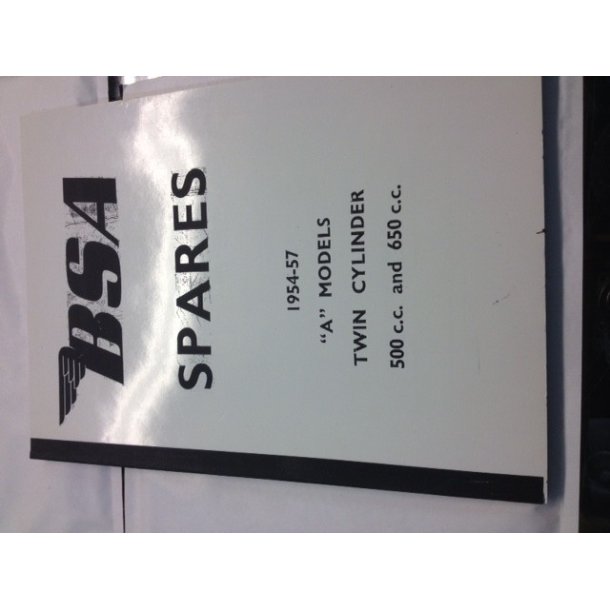 BSA
SPARES
1954-57
"A" MODELS
TWIN CYLINDER
500 c.c. and 650 c.c.